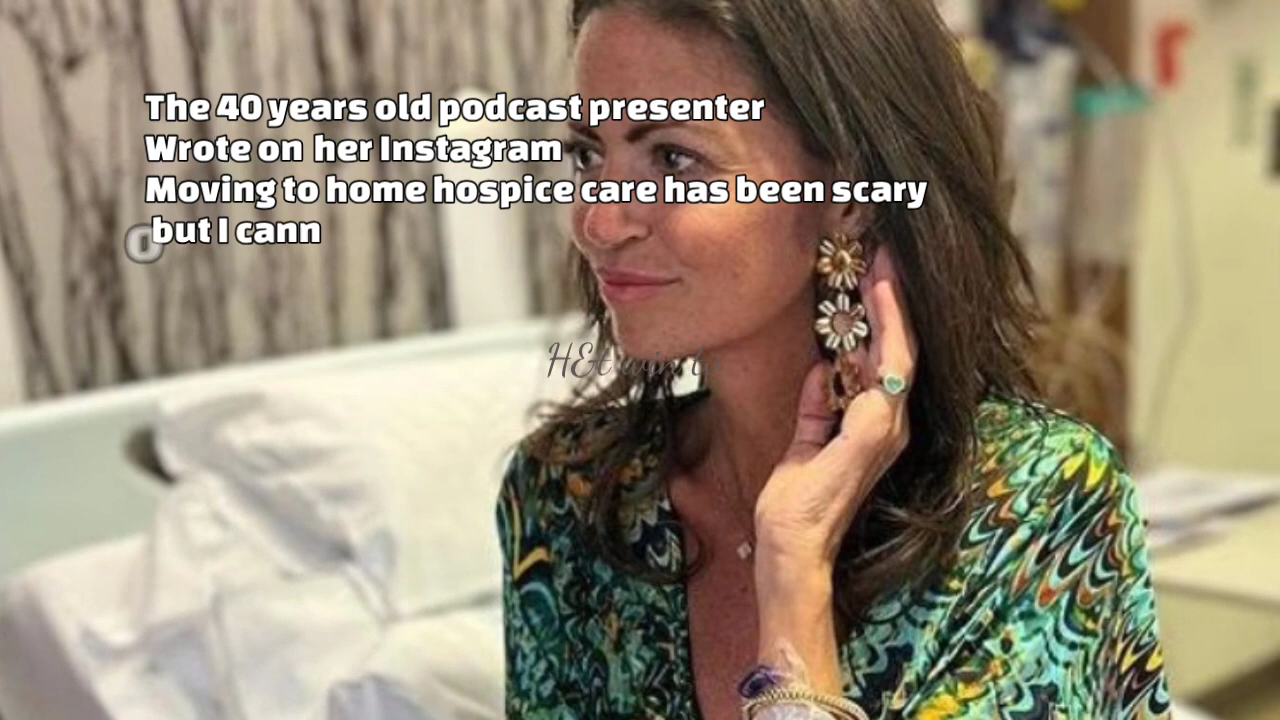 The 40 years old podcast presenter
Wrote on her Instagram
Moving to home hospice care has been scary
but I cann
o
H&H